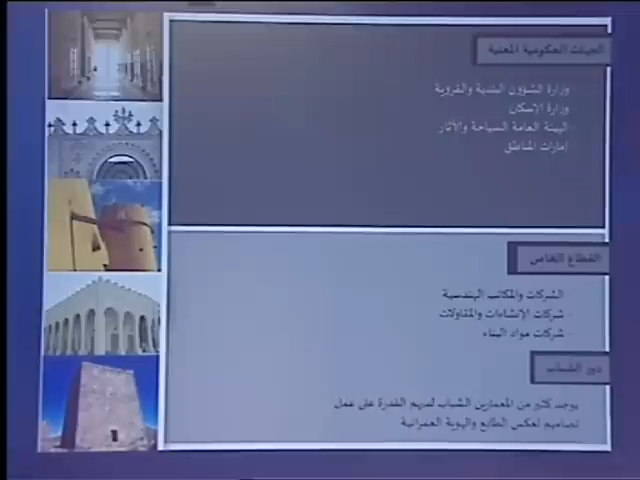 الجهات الحكومية المعنية
وزارة الشؤون البلدية والقروية
وزارة الإسكان
الهيئة العامة للسياحة والآثار
إمارات المناطق
القطاع الخاص
الشركات والمكاتب الهندسية
شركات الإنشاءات والمقاولات
شركات مواد البناء
دور الشباب
يوجد كثير من المعماريين الشباب لديهم القدرة على عمل
تصاميم تعكس الطابع والهوية العمرانية